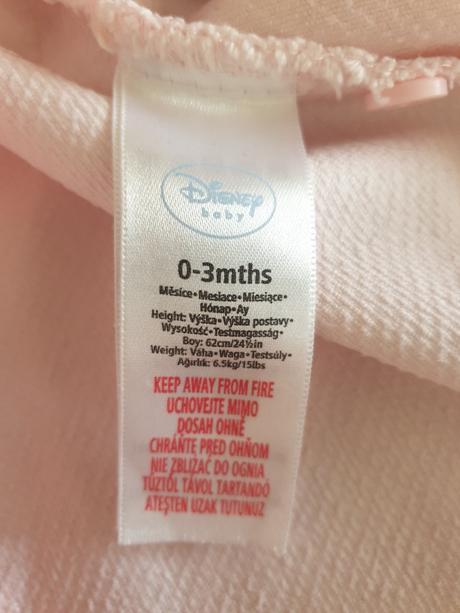 Disney
baby
0-3mths
Měsíce•Mesiace•Miesiące•
Hónap•Ay
Height: Výška•Výška postavy•
Wysokość•Testmagasság•
Boy: 62cm/24½in
Weight: Váha•Waga•Testsúly•
Ağırlık: 6.5kg/15lbs
KEEP AWAY FROM FIRE
UCHOVEJTE MIMO
DOSAH OHNĚ
CHRÁŇTE PRED OHŇOM
NIE ZBLIŻAĆ DO OGNIA
TŰZTŐL TÁVOL TARTANDÓ
ATEŞTEN UZAK TUTUNUZ